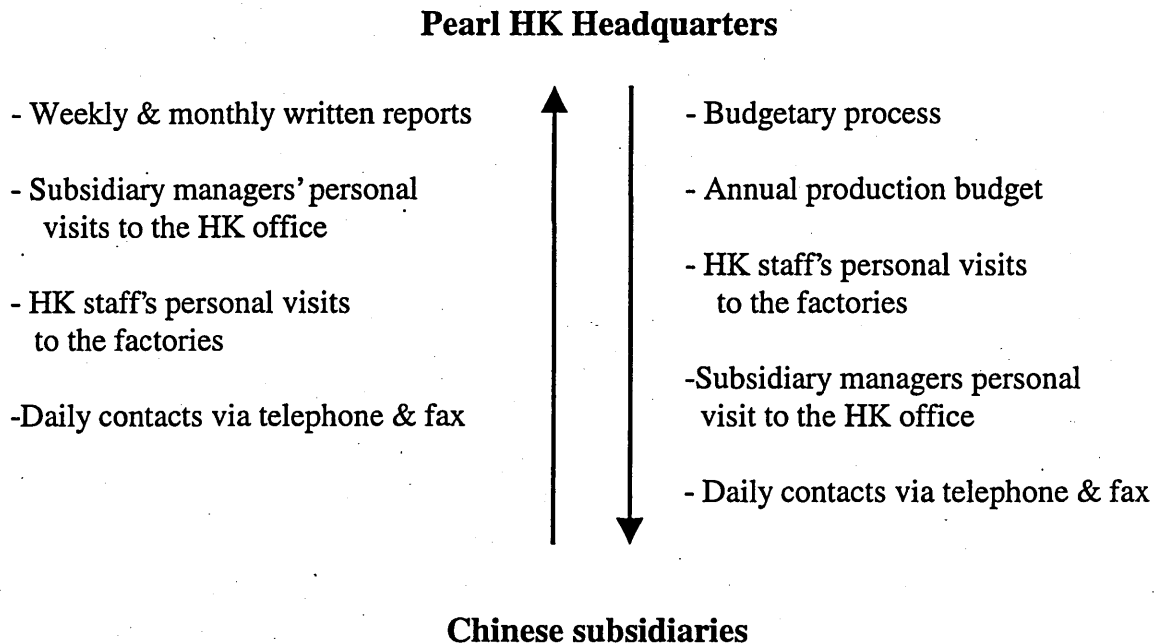 Pearl HK Headquarters
- Weekly & monthly written reports
- Subsidiary managers' personal
visits to the HK office
- HK staff's personal visits
to the factories
-Daily contacts via telephone & fax
- Budgetary process
- Annual production budget
- HK staff's personal visits
to the factories
-Subsidiary managers personal
visit to the HK office
- Daily contacts via telephone & fax
Chinese subsidiaries